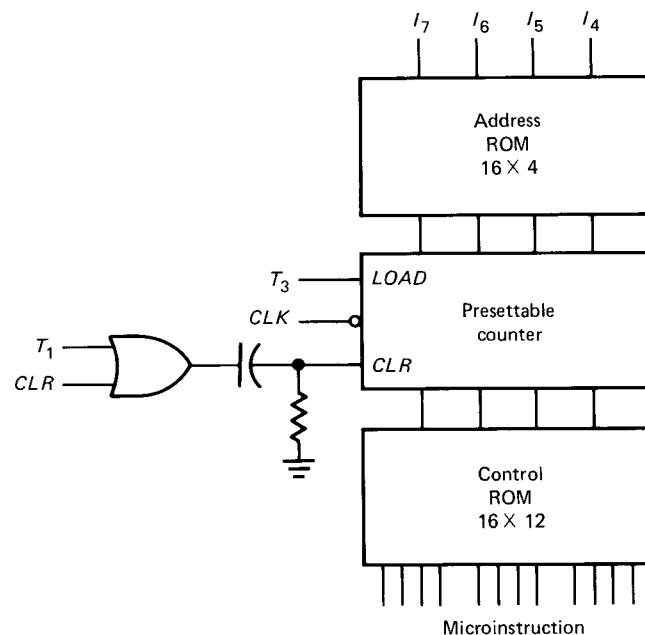 I₇ I₆ I₅ I₄
Address
ROM
16 × 4
T₃ LOAD
CLK
Presettable
counter
T₁
CLR
CLR
Control
ROM
16 × 12
Microinstruction